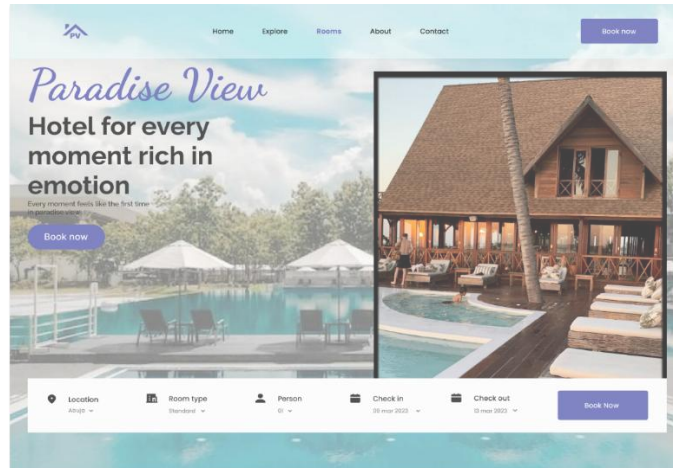 PV
Home Explore Rooms About Contact Book now
Paradise View
Hotel for every
moment rich in
emotion
Every moment feels like the first time
in paradise view.
Book now
Location Room type Person Check in Check out
Standard 01 Book Now